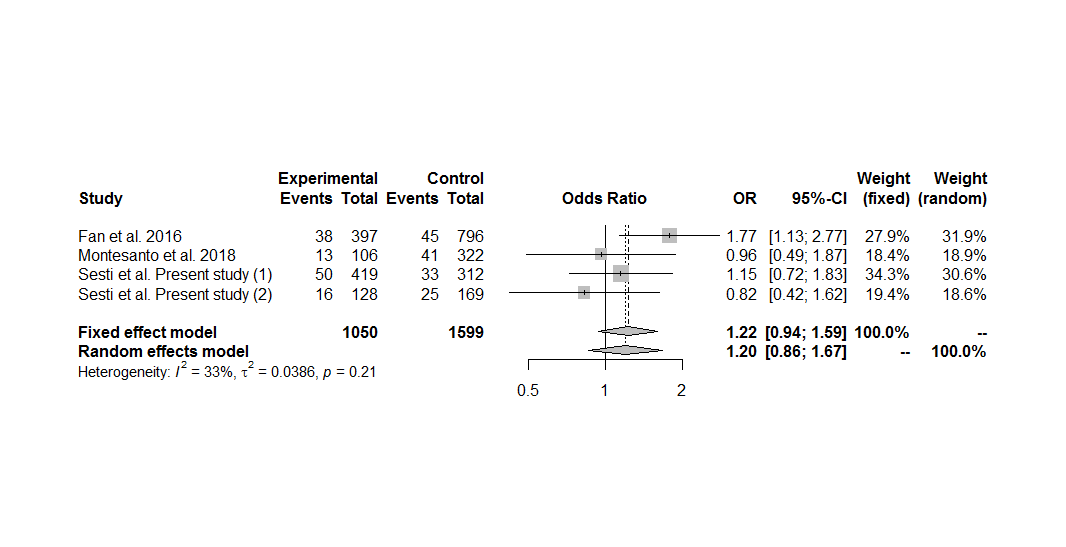 Experimental Control Weight Weight
Study Events Total Events Total Odds Ratio OR 95%-CI (fixed) (random)
Fan et al. 2016 38 397 45 796 1.77 [1.13; 2.77] 27.9% 31.9%
Montesanto et al. 2018 13 106 41 322 0.96 [0.49; 1.87] 18.4% 18.9%
Sesti et al. Present study (1) 50 419 33 312 1.15 [0.72; 1.83] 34.3% 30.6%
Sesti et al. Present study (2) 16 128 25 169 0.82 [0.42; 1.62] 19.4% 18.6%
Fixed effect model 1050 1599 1.22 [0.94; 1.59] 100.0% --
Random effects model 1.20 [0.86; 1.67] -- 100.0%
Heterogeneity: I² = 33%, τ² = 0.0386, p = 0.21
0.5 1 2